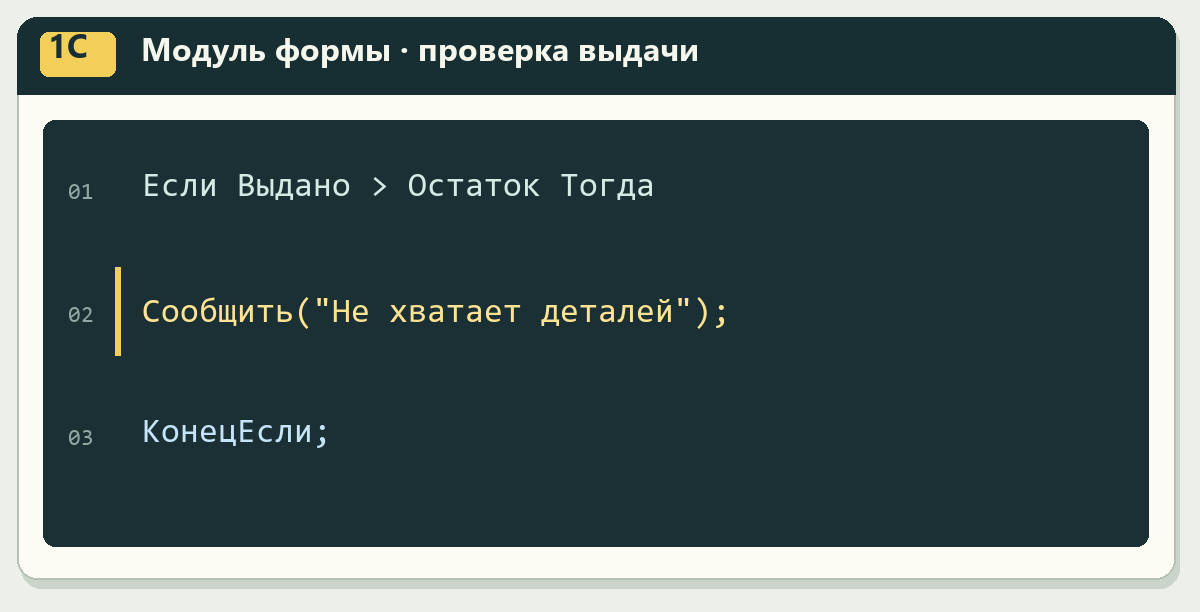 1С
Модуль формы · проверка выдачи
01 Если Выдано > Остаток Тогда
02 Сообщить("Не хватает деталей");
03 КонецЕсли;